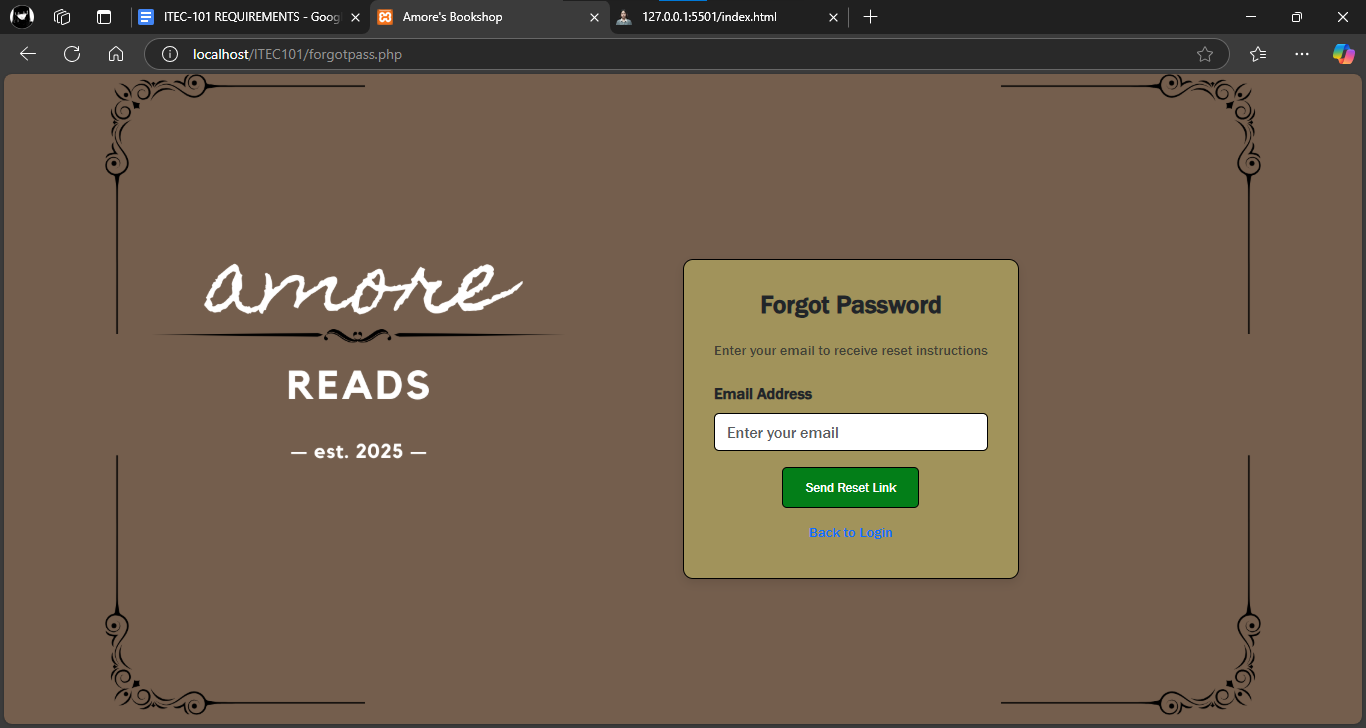 ITEC-101 REQUIREMENTS - Goog
Amore's Bookshop
127.0.0.1:5501/index.html
localhost/ITEC101/forgotpass.php
amore
READS
— est. 2025 —
Forgot Password
Enter your email to receive reset instructions
Email Address
Enter your email
Send Reset Link
Back to Login